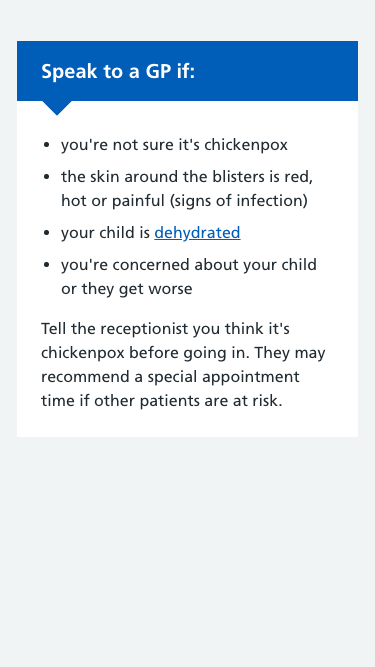 Speak to a GP if:
you're not sure it's chickenpox
the skin around the blisters is red,
hot or painful (signs of infection)
your child is dehydrated
you're concerned about your child
or they get worse
Tell the receptionist you think it's
chickenpox before going in. They may
recommend a special appointment
time if other patients are at risk.